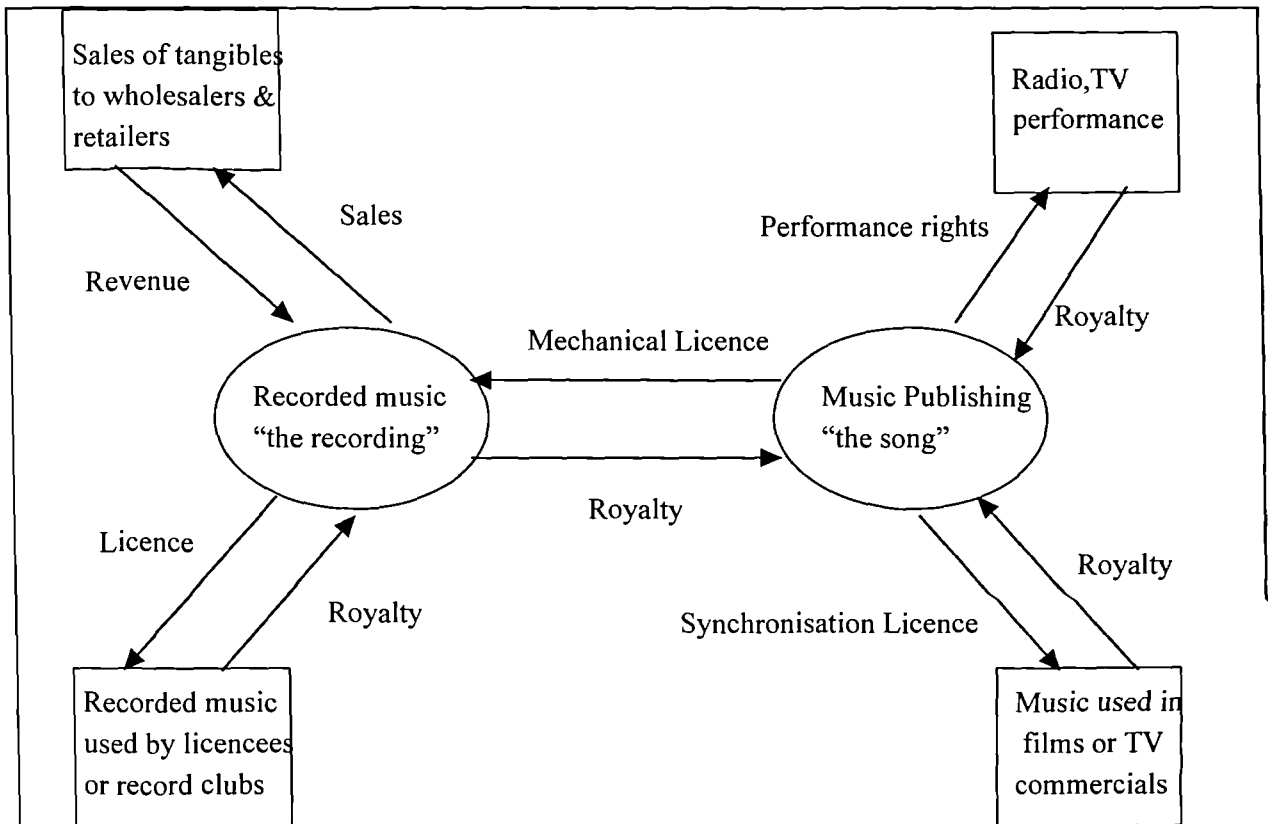 Sales of tangibles
to wholesalers &
retailers
Radio,TV
performance
Sales
Performance rights
Revenue
Royalty
Mechanical Licence
Recorded music
“the recording”
Music Publishing
“the song”
Royalty
Licence
Royalty
Royalty
Synchronisation Licence
Recorded music
used by licencees
or record clubs
Music used in
films or TV
commercials